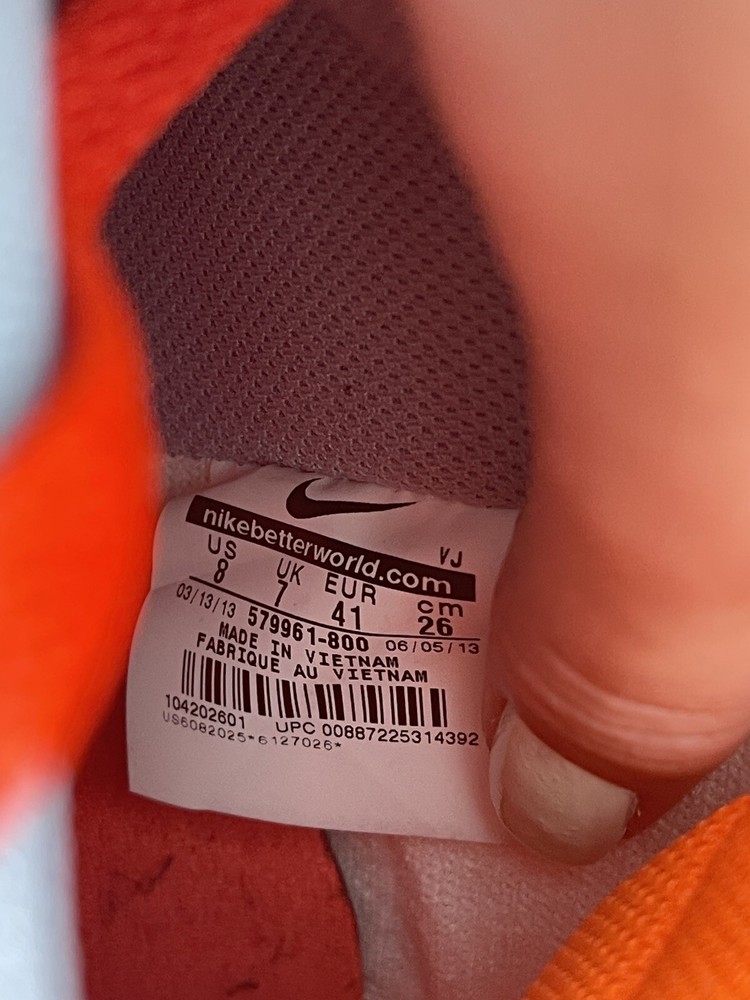 nikebetterworld.com
VJ
US UK EUR cm
8 7 41 26
03/13/13 579961-800 06/05/13
MADE IN VIETNAM
FABRIQUE AU VIETNAM
104202601 UPC 00887225314392
US6082025*6127026*